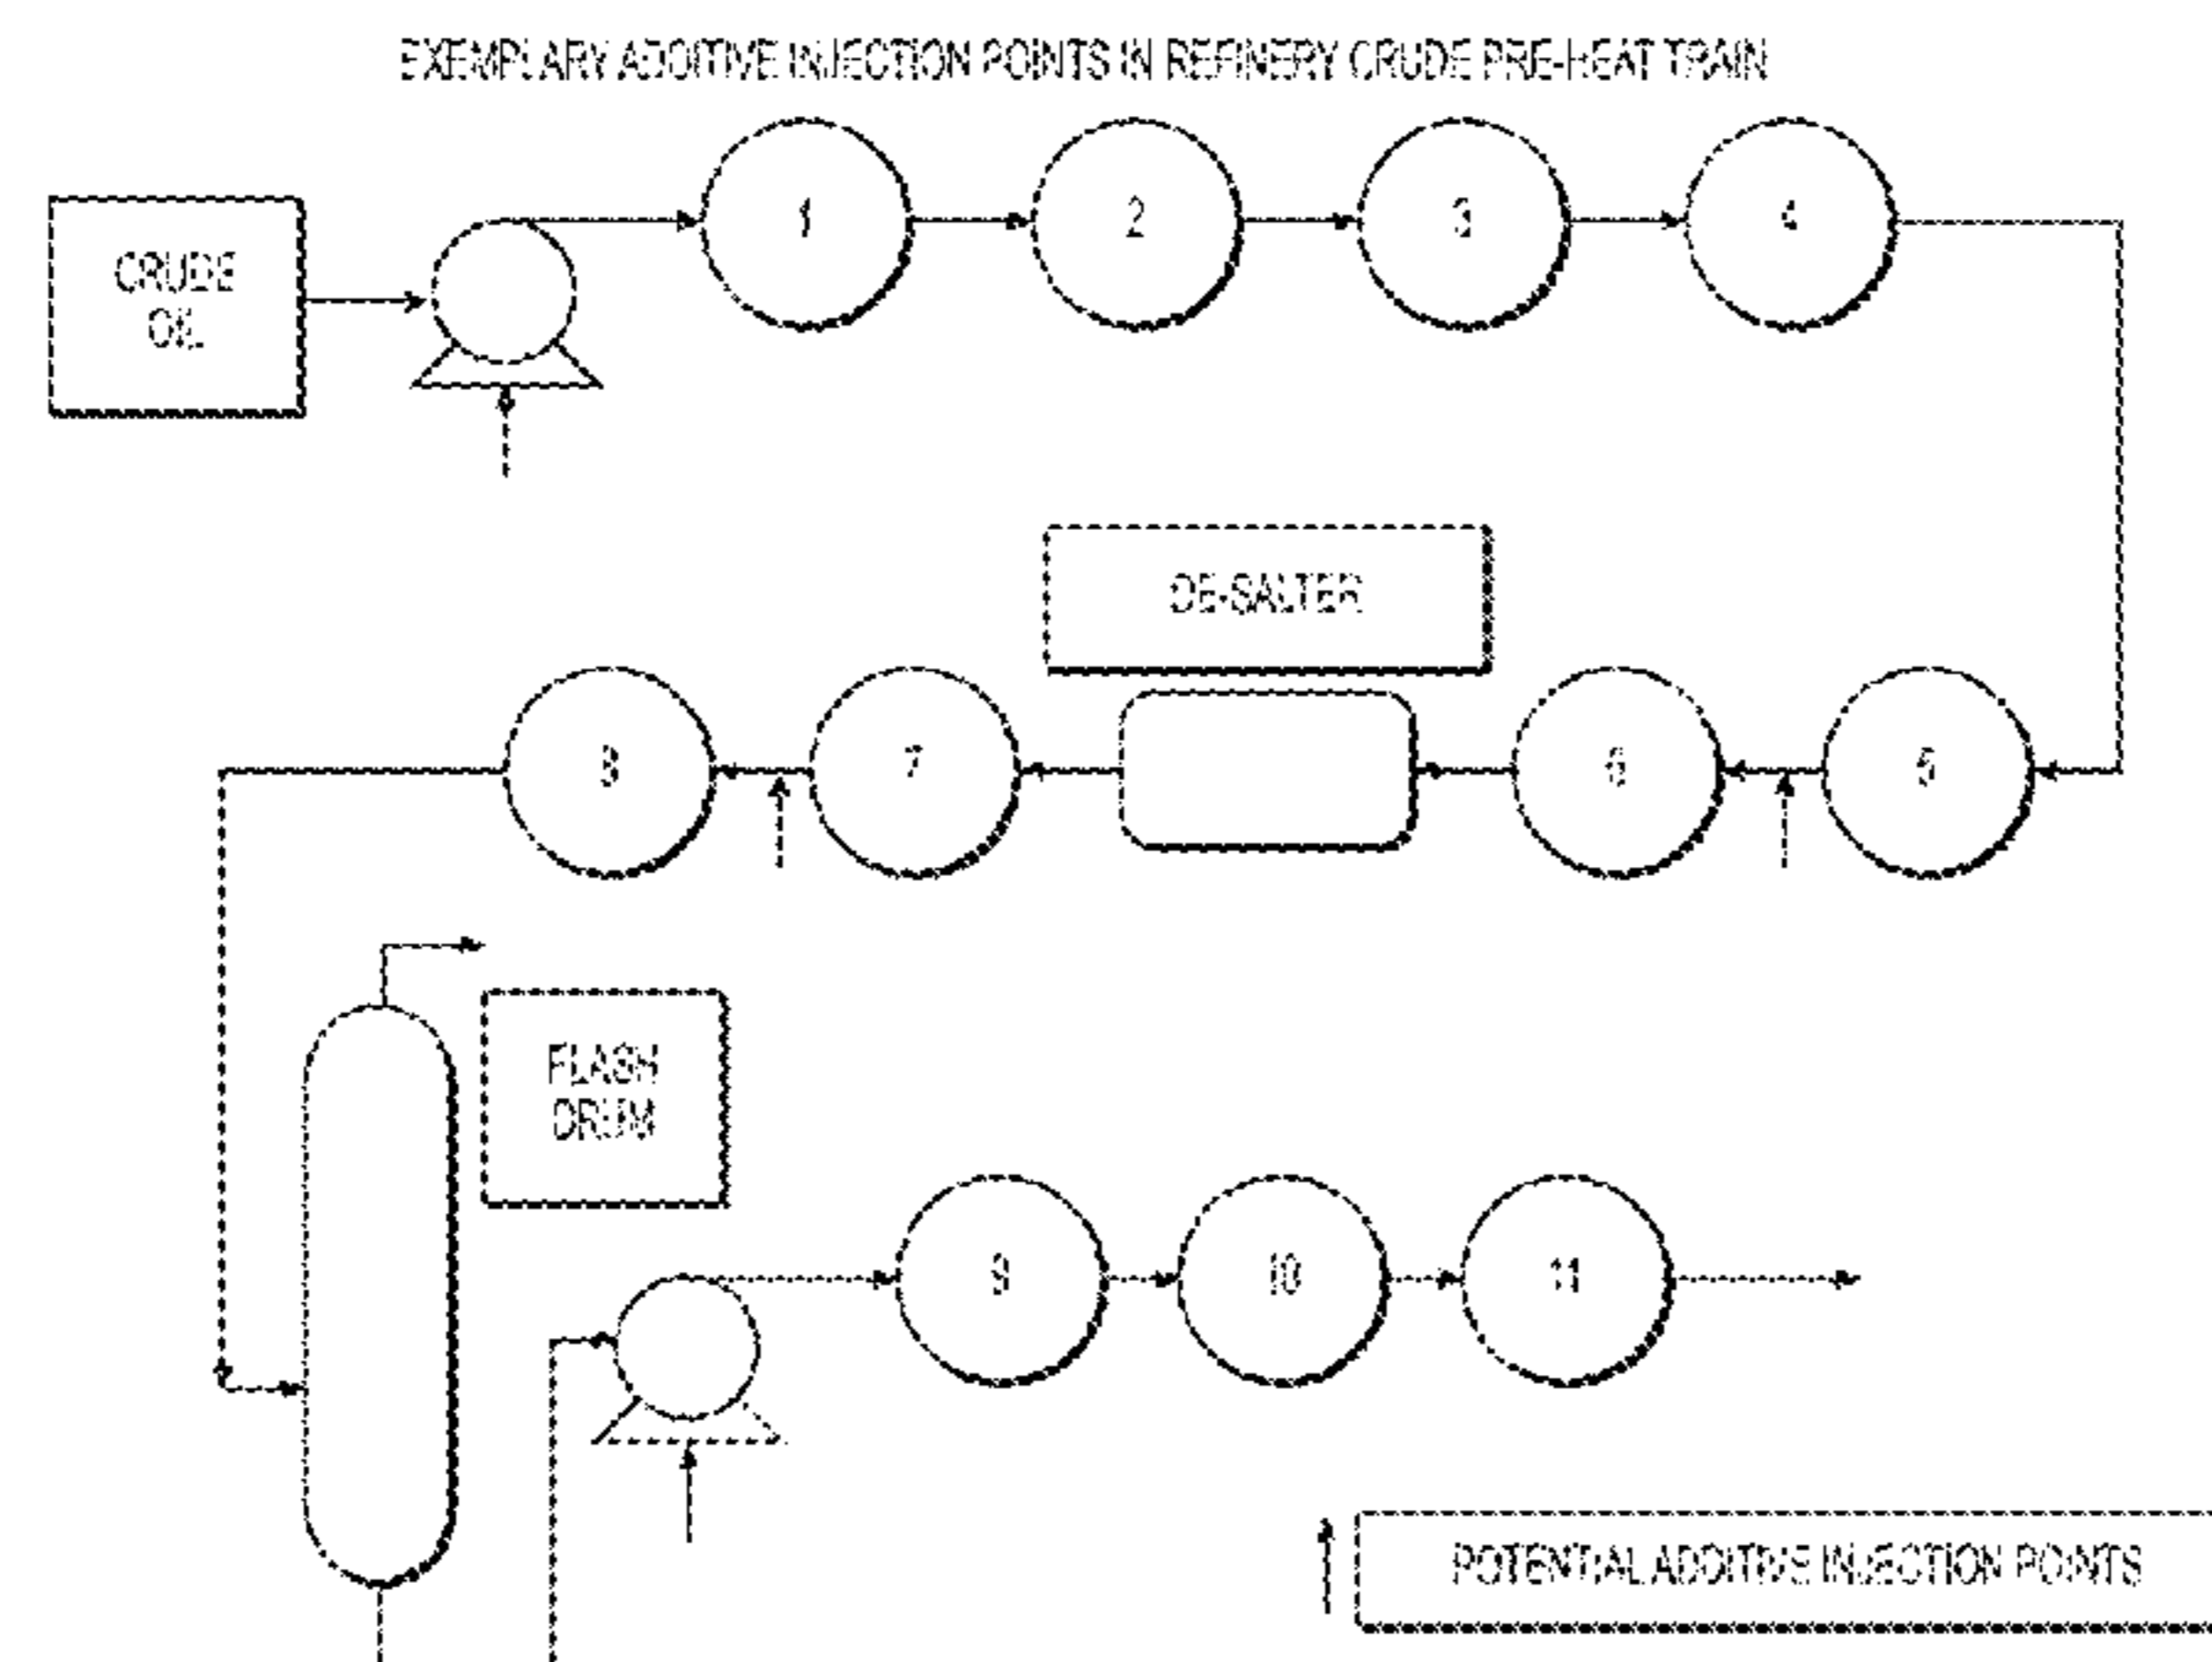 EXEMPLARY ADDITIVE INJECTION POINTS IN REFINERY CRUDE PRE-HEAT TRAIN
CRUDE
OIL
1
2
3
4
DE-SALTER
8
7
6
5
FLASH
DRUM
9
10
11
POTENTIAL ADDITIVE INJECTION POINTS